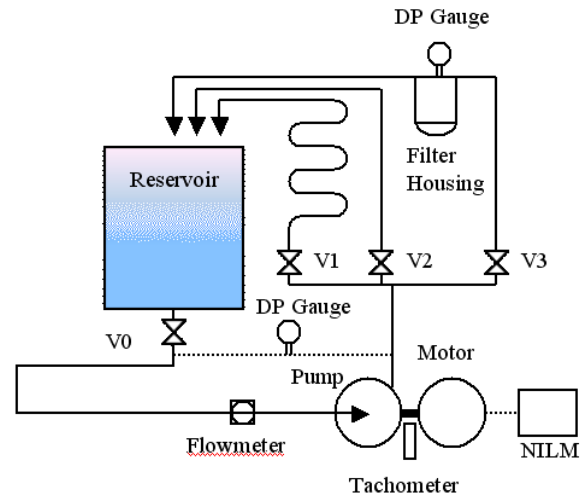 DP Gauge
Reservoir
Filter
Housing
V1
V2
V3
V0
DP Gauge
Motor
Pump
Flowmeter
NILM
Tachometer